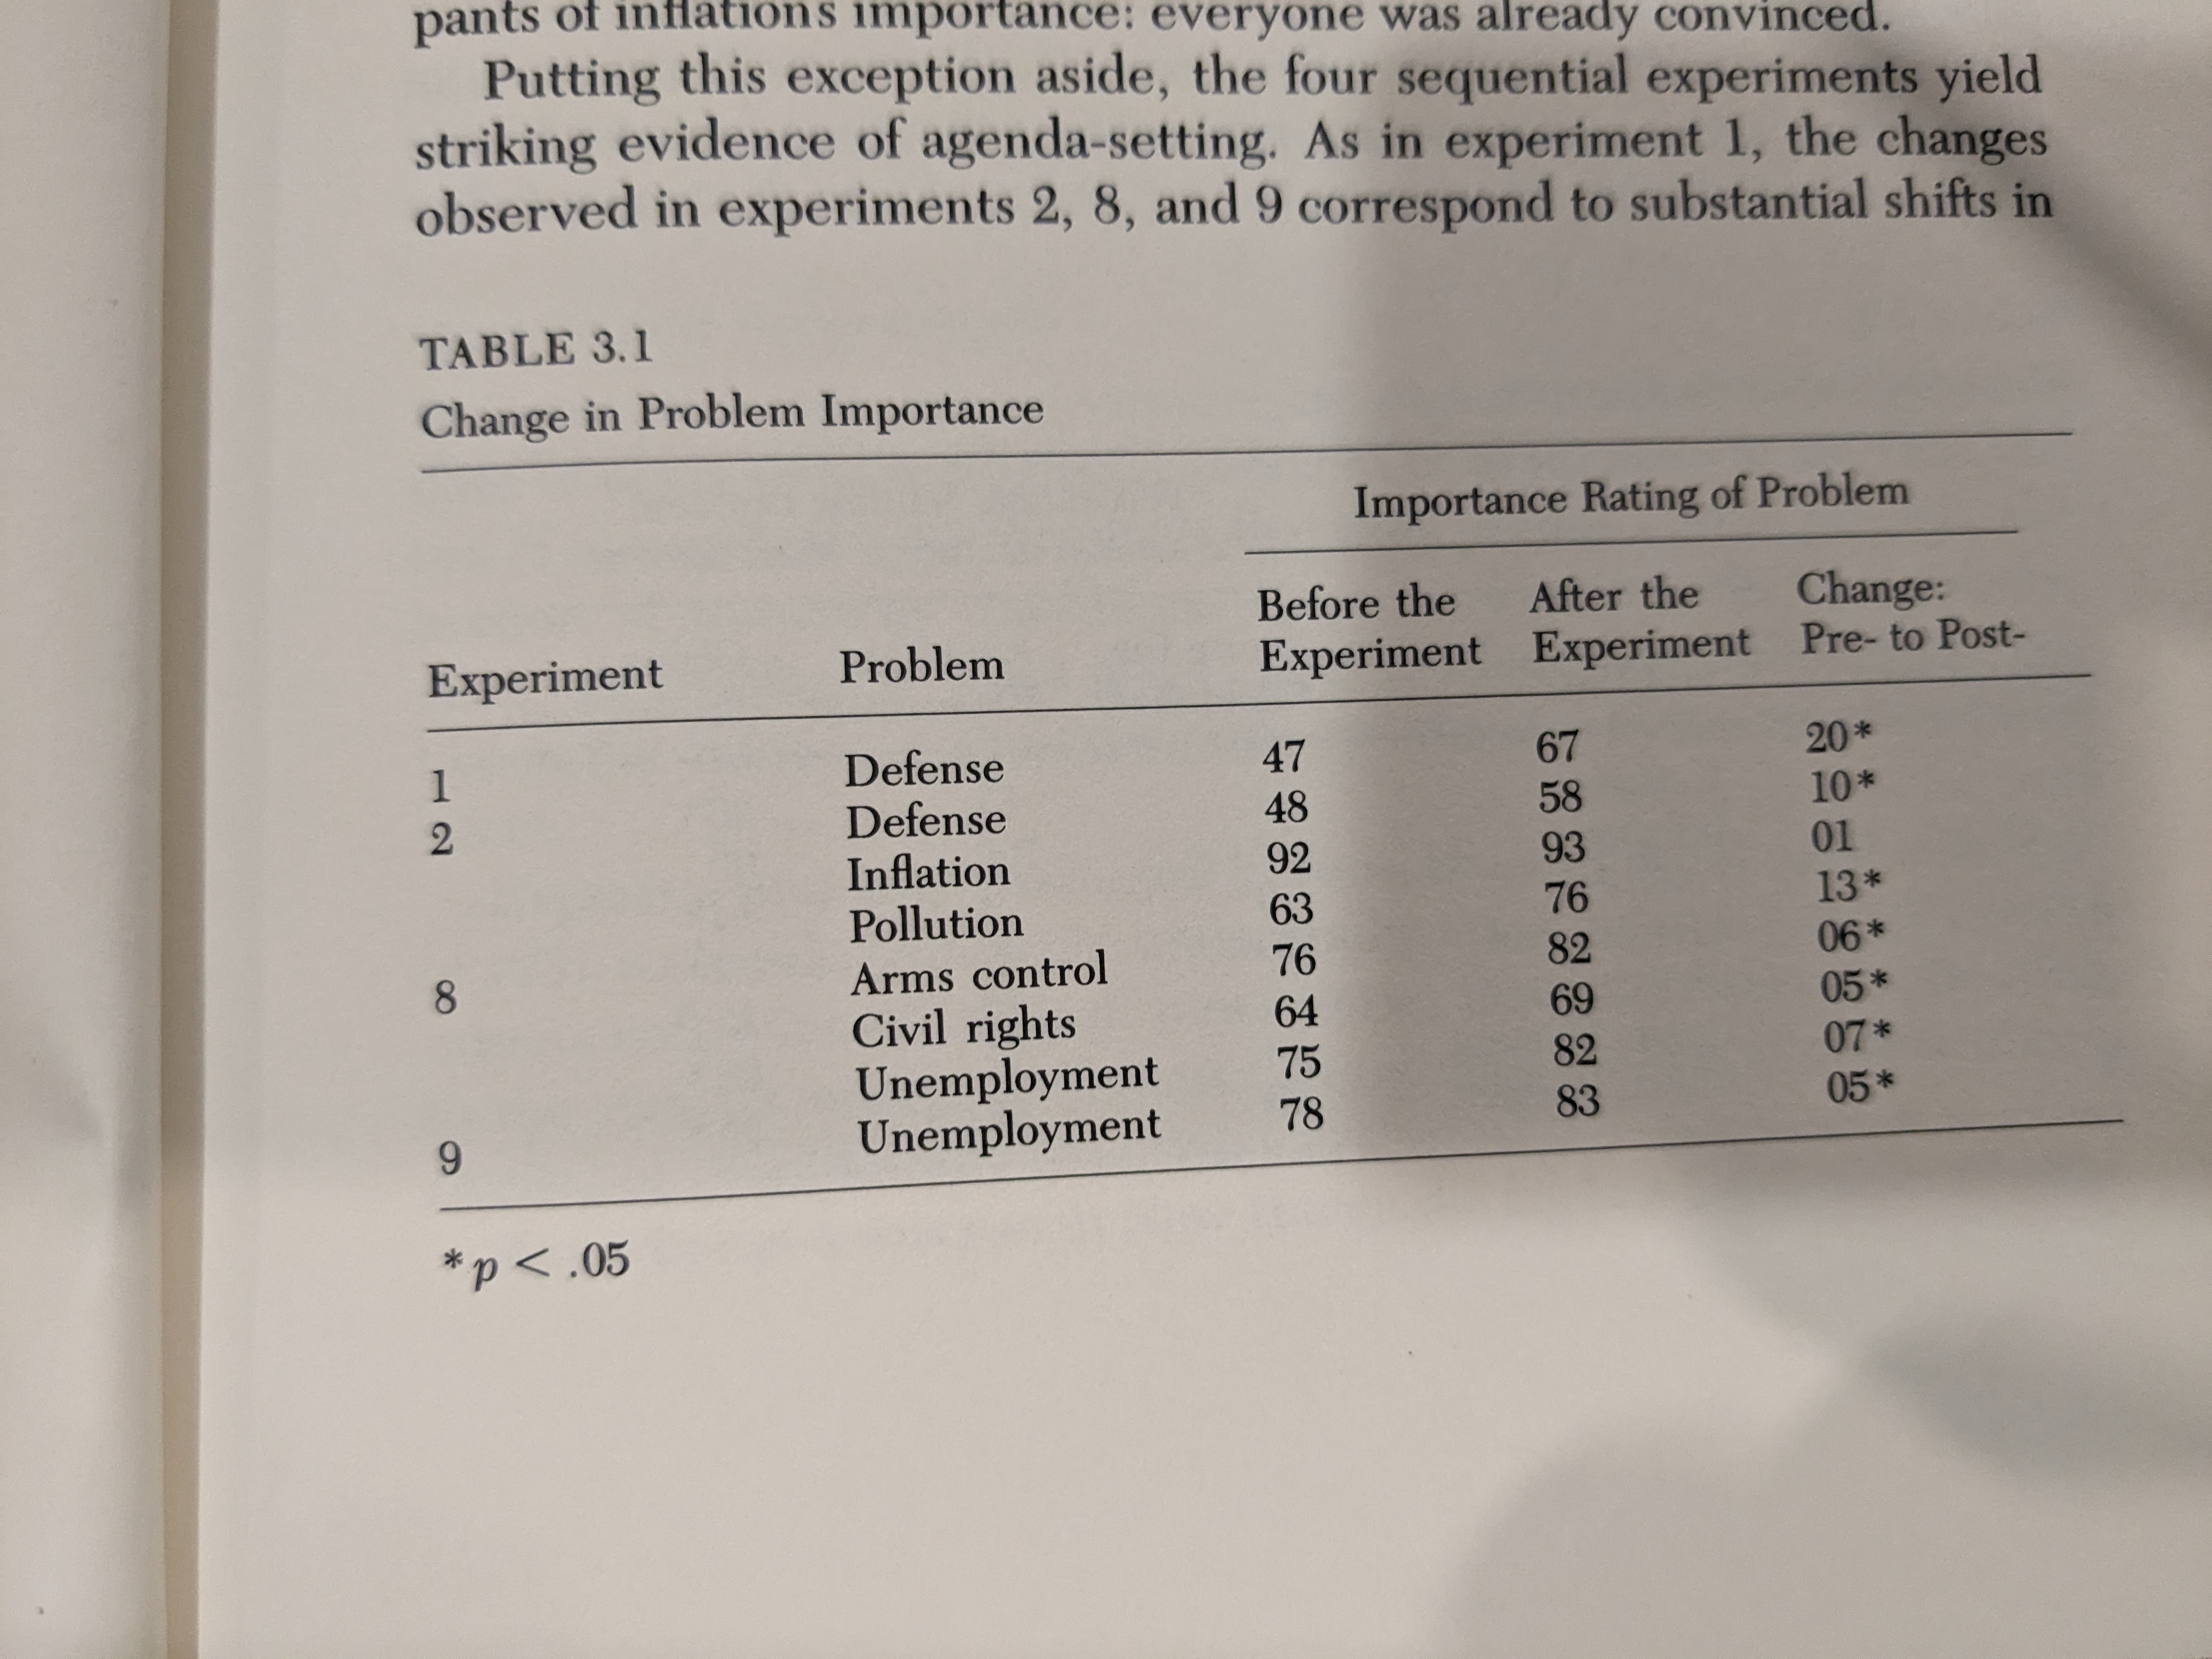 pants of inflation's importance: everyone was already convinced.
Putting this exception aside, the four sequential experiments yield
striking evidence of agenda-setting. As in experiment 1, the changes
observed in experiments 2, 8, and 9 correspond to substantial shifts in
TABLE 3.1
Change in Problem Importance
Importance Rating of Problem
Experiment Problem Before the Experiment After the Experiment Change: Pre- to Post-
1 Defense 47 67 20*
2 Defense 48 58 10*
Inflation 92 93 01
Pollution 63 76 13*
8 Arms control 76 82 06*
Civil rights 64 69 05*
Unemployment 75 82 07*
9 Unemployment 78 83 05*
*p < .05